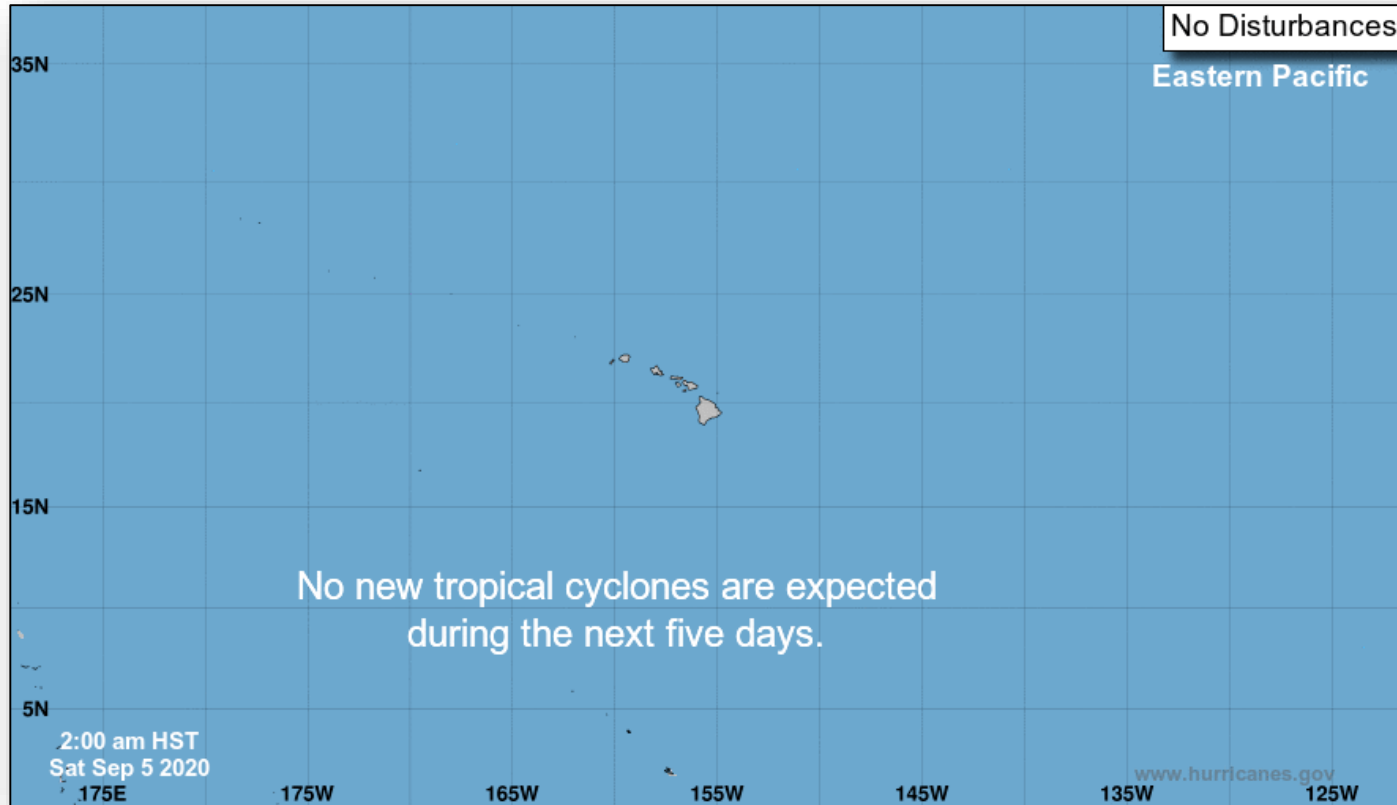 No Disturbances
Eastern Pacific
35N
25N
15N
No new tropical cyclones are expected
during the next five days.
5N
2:00 am HST
Sat Sep 5 2020
www.hurricanes.gov
175E 175W 165W 155W 145W 135W 125W